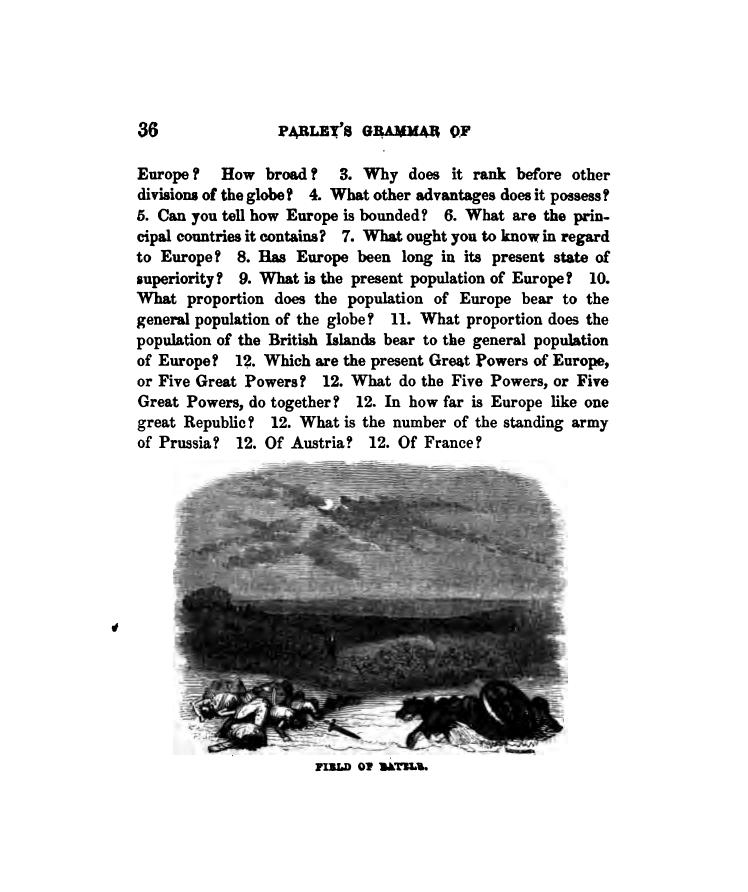 36 PARLEY'S GRAMMAR OF
Europe? How broad? 3. Why does it rank before other
divisions of the globe? 4. What other advantages does it possess?
5. Can you tell how Europe is bounded? 6. What are the prin-
cipal countries it contains? 7. What ought you to know in regard
to Europe? 8. Has Europe been long in its present state of
superiority? 9. What is the present population of Europe? 10.
What proportion does the population of Europe bear to the
general population of the globe? 11. What proportion does the
population of the British Islands bear to the general population
of Europe? 12. Which are the present Great Powers of Europe,
or Five Great Powers? 12. What do the Five Powers, or Five
Great Powers, do together? 12. In how far is Europe like one
great Republic? 12. What is the number of the standing army
of Prussia? 12. Of Austria? 12. Of France?
FIELD OF BATTLE.